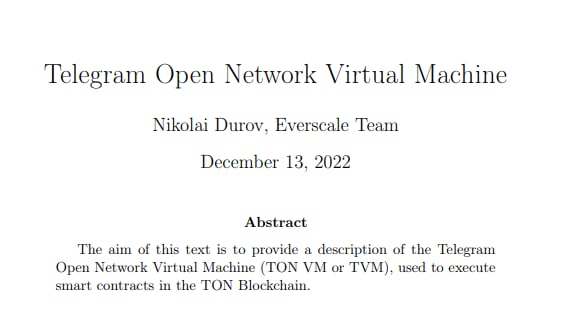 Telegram Open Network Virtual Machine
Nikolai Durov, Everscale Team
December 13, 2022
Abstract
The aim of this text is to provide a description of the Telegram
Open Network Virtual Machine (TON VM or TVM), used to execute
smart contracts in the TON Blockchain.